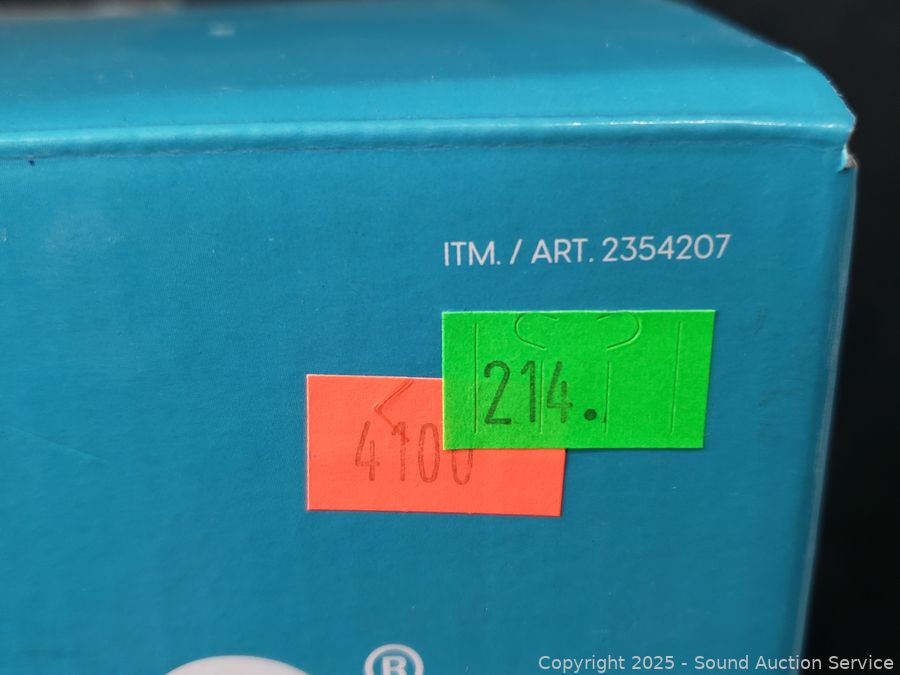 ITM. / ART. 2354207
214.
4100
®
Copyright 2025 - Sound Auction Service